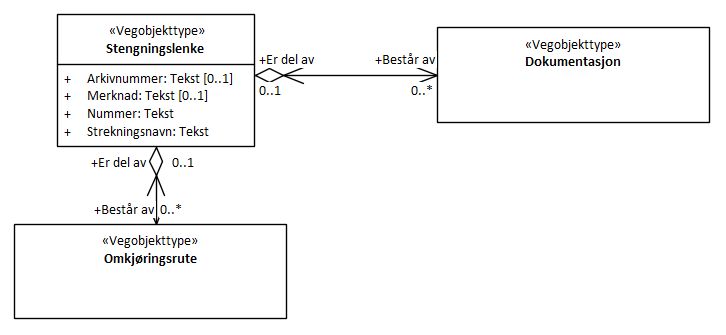 «Vegobjekttype»
Stengningslenke
+ Arkivnummer: Tekst [0..1]
+ Merknad: Tekst [0..1]
+ Nummer: Tekst
+ Strekningsnavn: Tekst
+Er del av
0..1
+Består av
0..*
«Vegobjekttype»
Dokumentasjon
+Er del av
0..1
+Består av
0..*
«Vegobjekttype»
Omkjøringsrute